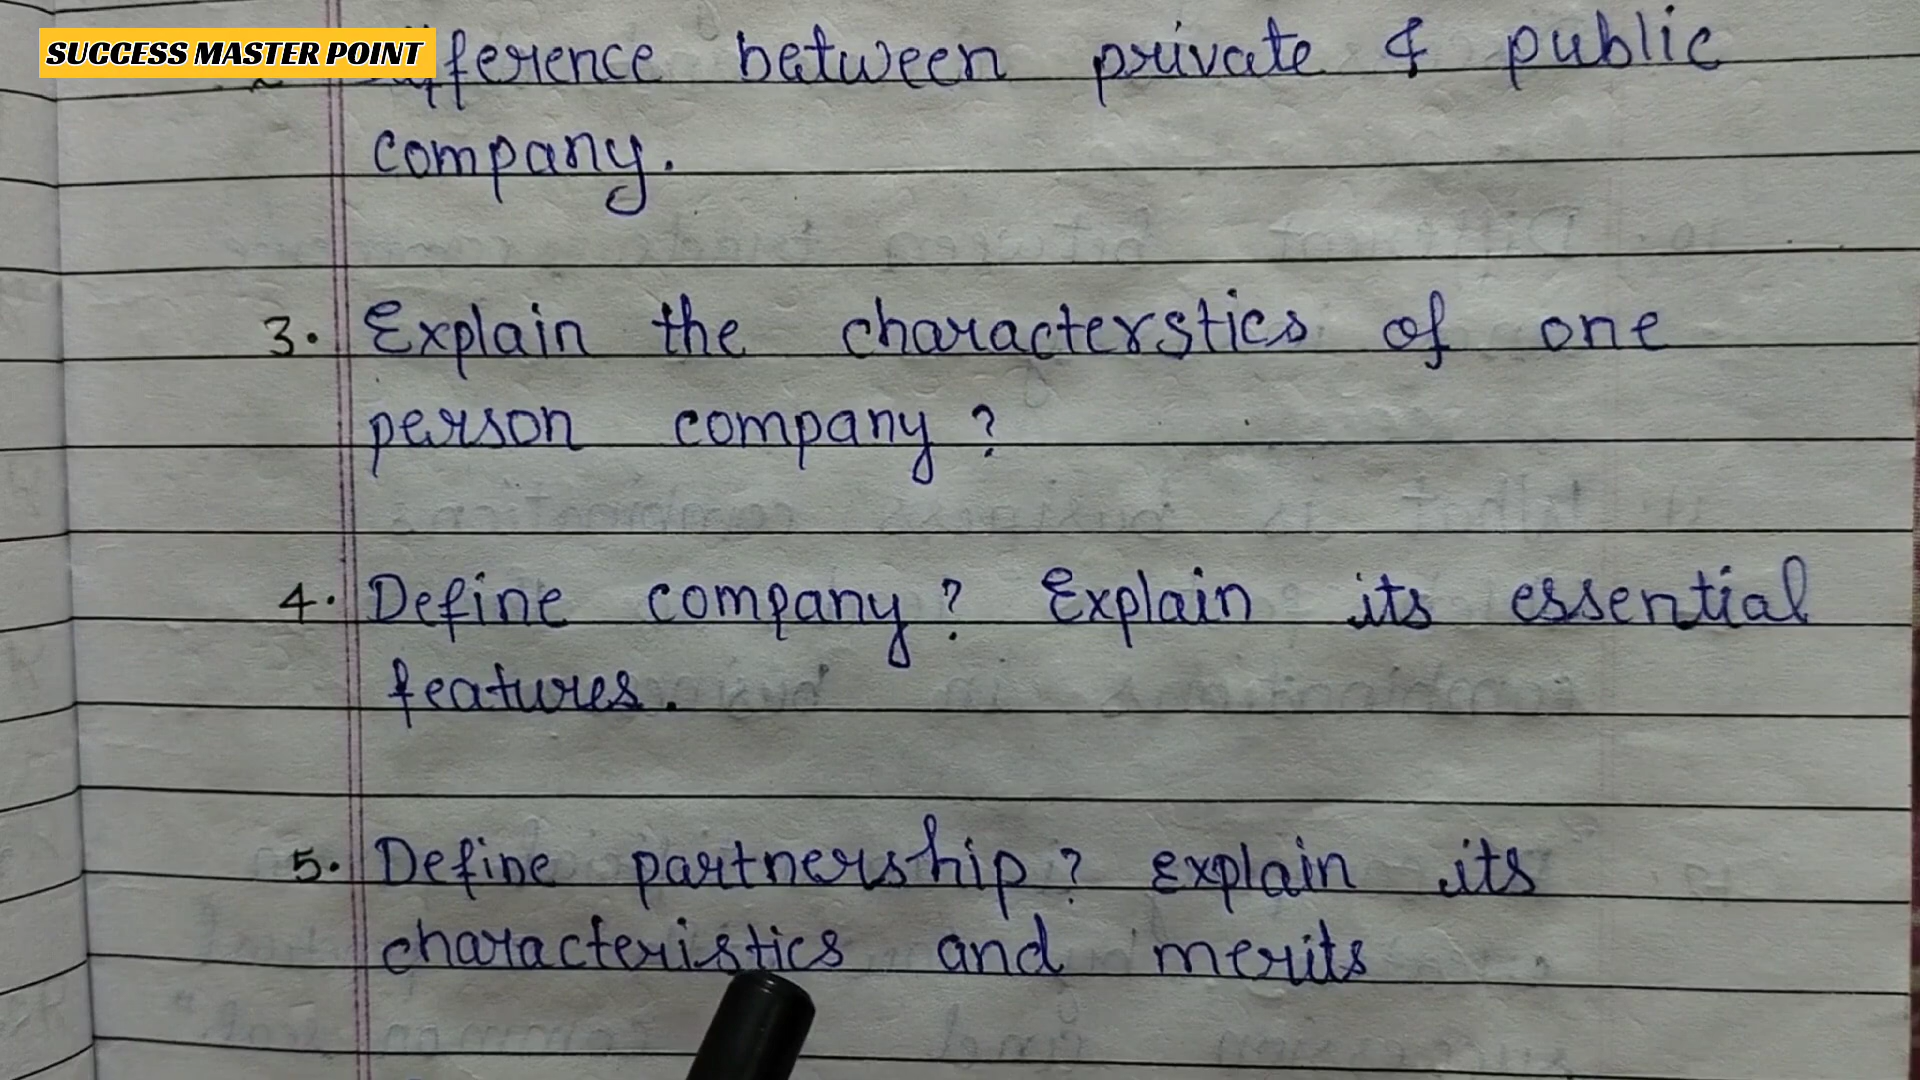 SUCCESS MASTER POINT
Difference between private & public
company.
3. Explain the characterstics of one
person company?
4. Define company? Explain its essential
features.
5. Define partnership? explain its
characteristics and merits